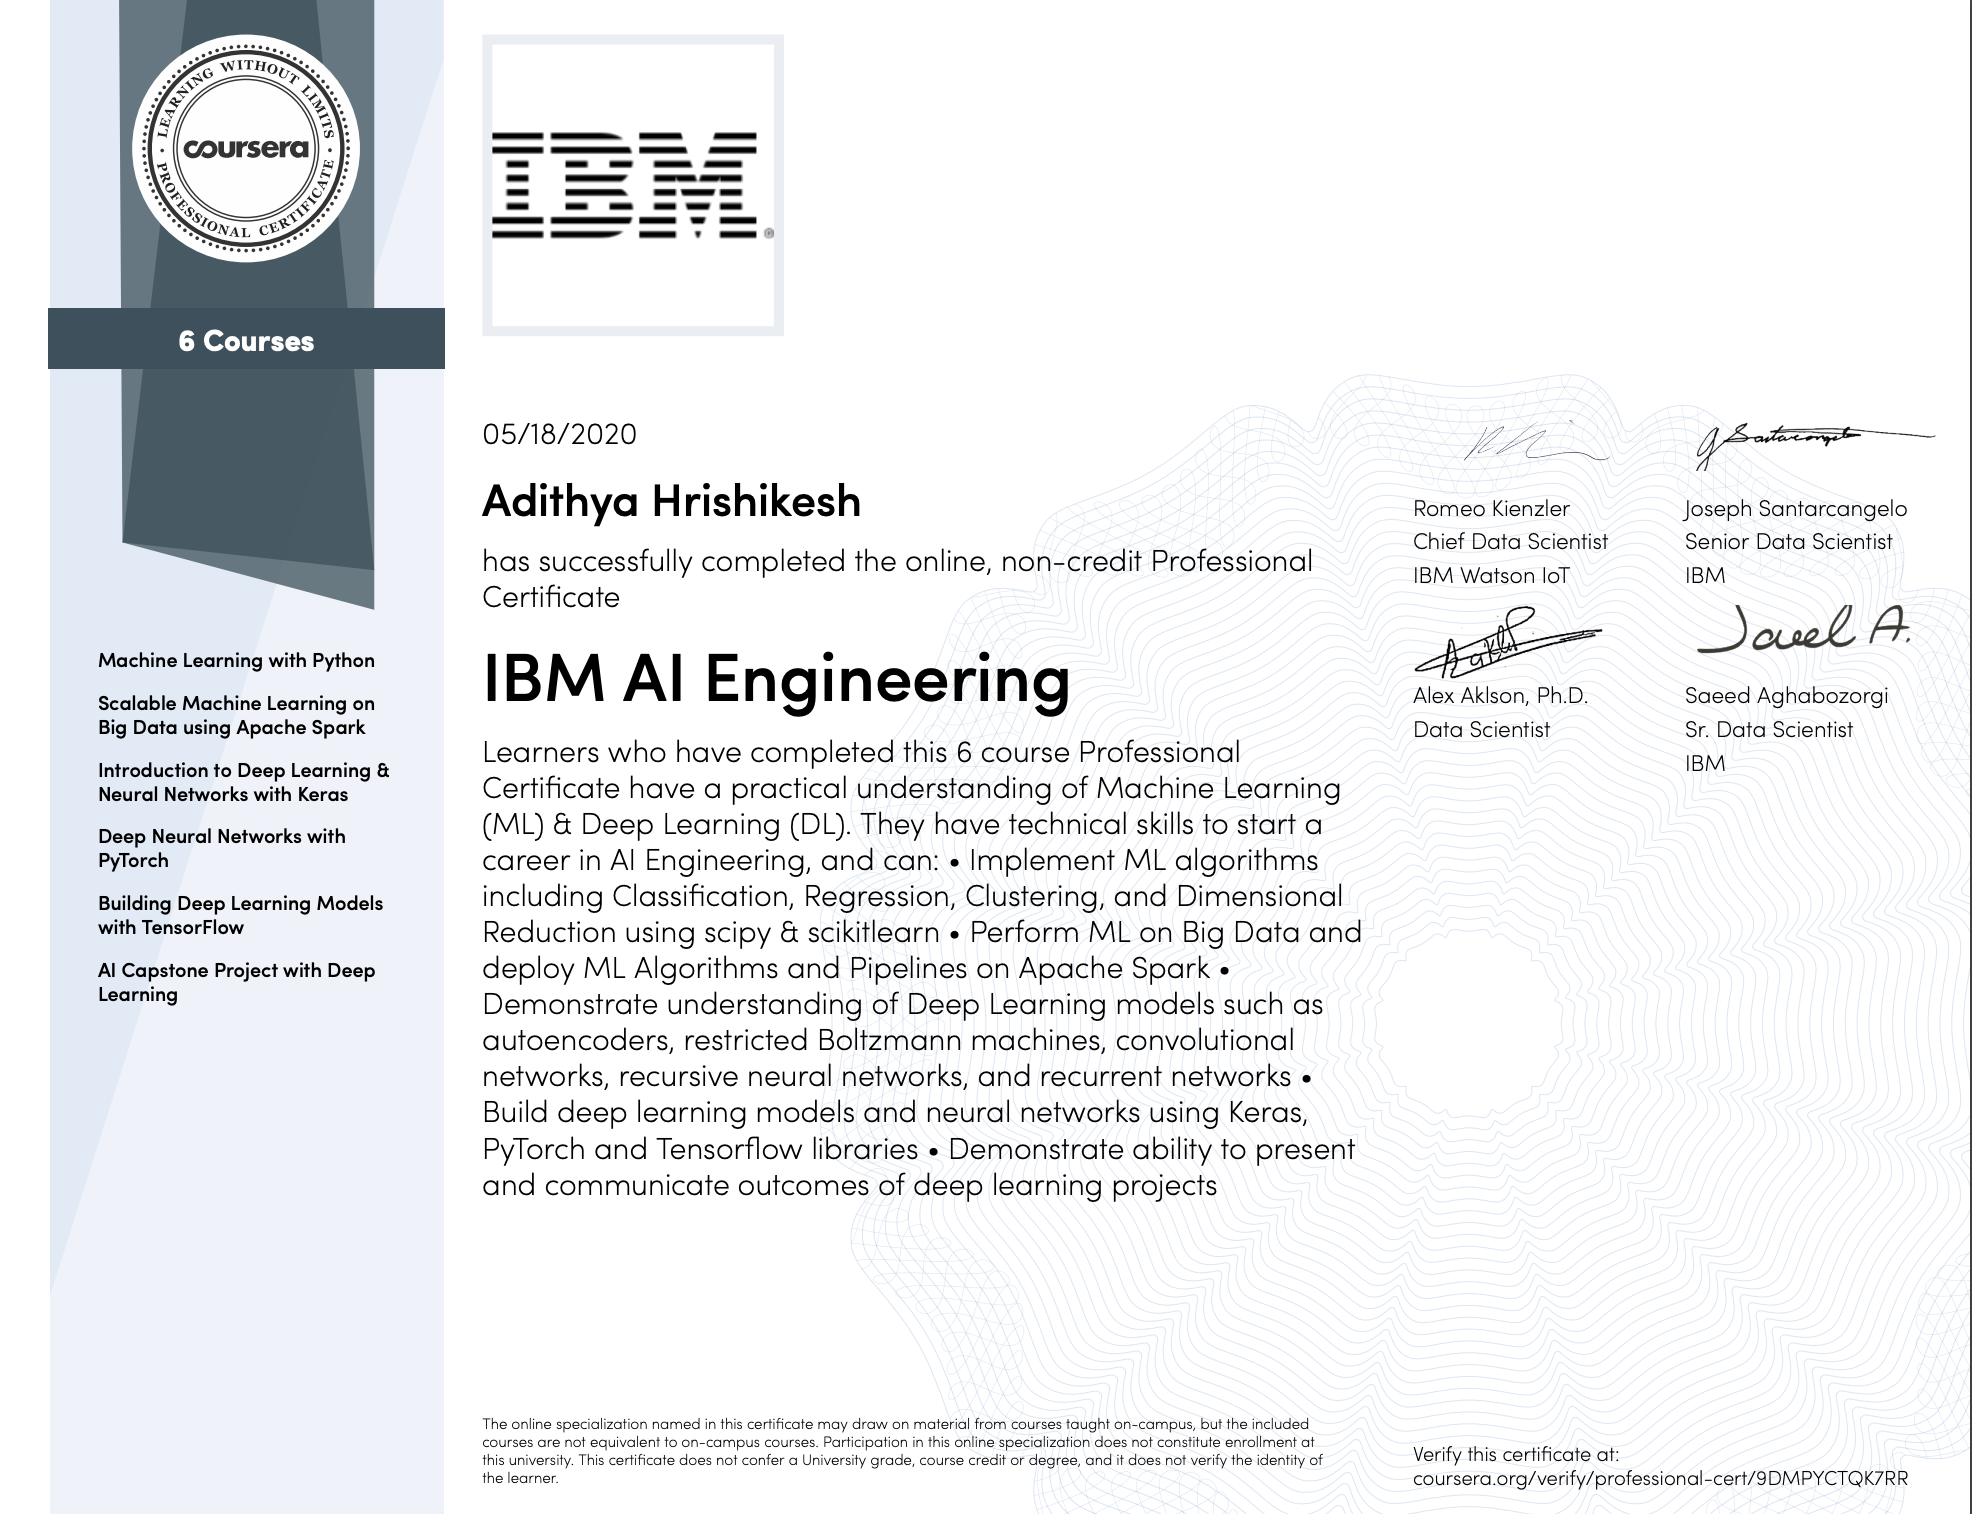 LEARNING WITHOUT LIMITS
coursera
PROFESSIONAL CERTIFICATE
6 Courses
Machine Learning with Python
Scalable Machine Learning on
Big Data using Apache Spark
Introduction to Deep Learning &
Neural Networks with Keras
Deep Neural Networks with
PyTorch
Building Deep Learning Models
with TensorFlow
AI Capstone Project with Deep
Learning
IBM®
05/18/2020
Adithya Hrishikesh
has successfully completed the online, non-credit Professional
Certificate
IBM AI Engineering
Learners who have completed this 6 course Professional
Certificate have a practical understanding of Machine Learning
(ML) & Deep Learning (DL). They have technical skills to start a
career in AI Engineering, and can: • Implement ML algorithms
including Classification, Regression, Clustering, and Dimensional
Reduction using scipy & scikitlearn • Perform ML on Big Data and
deploy ML Algorithms and Pipelines on Apache Spark •
Demonstrate understanding of Deep Learning models such as
autoencoders, restricted Boltzmann machines, convolutional
networks, recursive neural networks, and recurrent networks •
Build deep learning models and neural networks using Keras,
PyTorch and Tensorflow libraries • Demonstrate ability to present
and communicate outcomes of deep learning projects
The online specialization named in this certificate may draw on material from courses taught on-campus, but the included
courses are not equivalent to on-campus courses. Participation in this online specialization does not constitute enrollment at
this university. This certificate does not confer a University grade, course credit or degree, and it does not verify the identity of
the learner.
Romeo Kienzler
Chief Data Scientist
IBM Watson IoT
J Santarcangelo
Joseph Santarcangelo
Senior Data Scientist
IBM
Alex Aklson, Ph.D.
Data Scientist
Saeed Aghabozorgi
Sr. Data Scientist
IBM
Verify this certificate at:
coursera.org/verify/professional-cert/9DMPYCTQK7RR